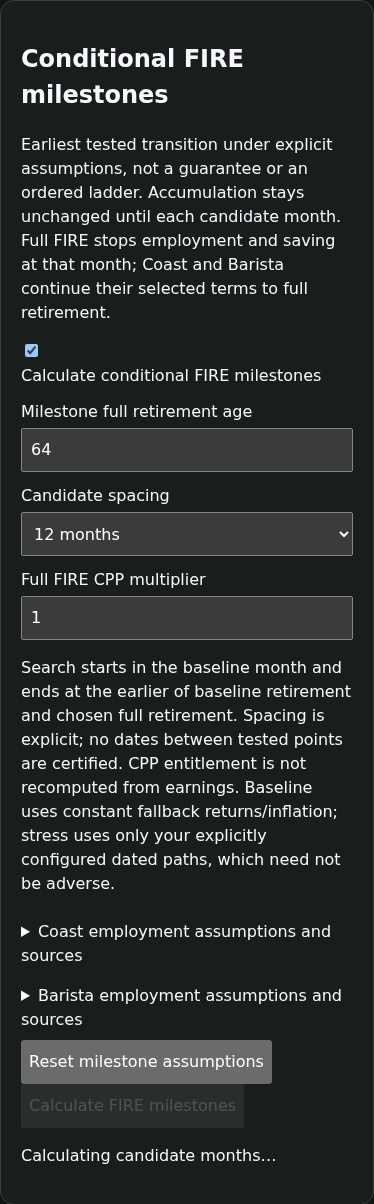 Conditional FIRE
milestones
Earliest tested transition under explicit
assumptions, not a guarantee or an
ordered ladder. Accumulation stays
unchanged until each candidate month.
Full FIRE stops employment and saving
at that month; Coast and Barista
continue their selected terms to full
retirement.
Calculate conditional FIRE milestones
Milestone full retirement age
64
Candidate spacing
12 months
Full FIRE CPP multiplier
1
Search starts in the baseline month and
ends at the earlier of baseline retirement
and chosen full retirement. Spacing is
explicit; no dates between tested points
are certified. CPP entitlement is not
recomputed from earnings. Baseline
uses constant fallback returns/inflation;
stress uses only your explicitly
configured dated paths, which need not
be adverse.
Coast employment assumptions and
sources
Barista employment assumptions and
sources
Reset milestone assumptions
Calculate FIRE milestones
Calculating candidate months...